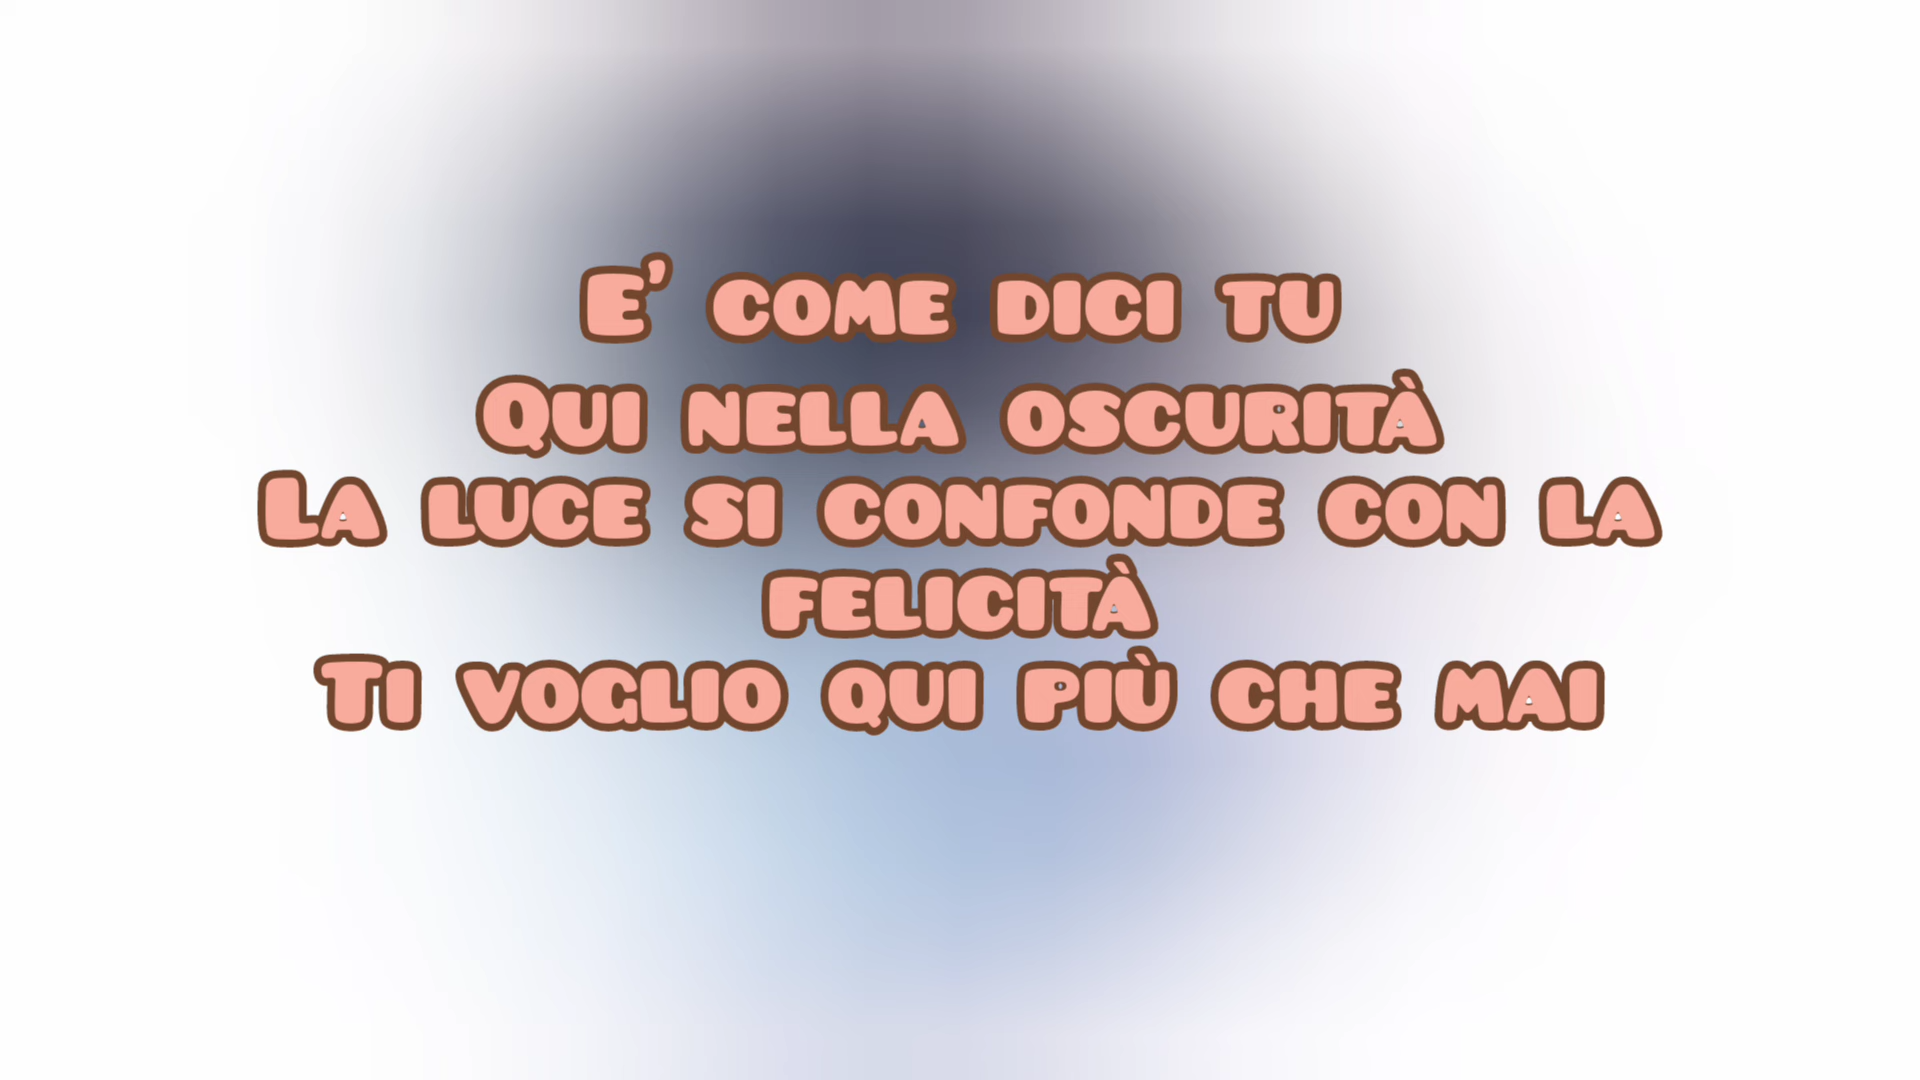 E' come dici tu
Qui nella oscurità
La luce si confonde con la
felicità
Ti voglio qui più che mai